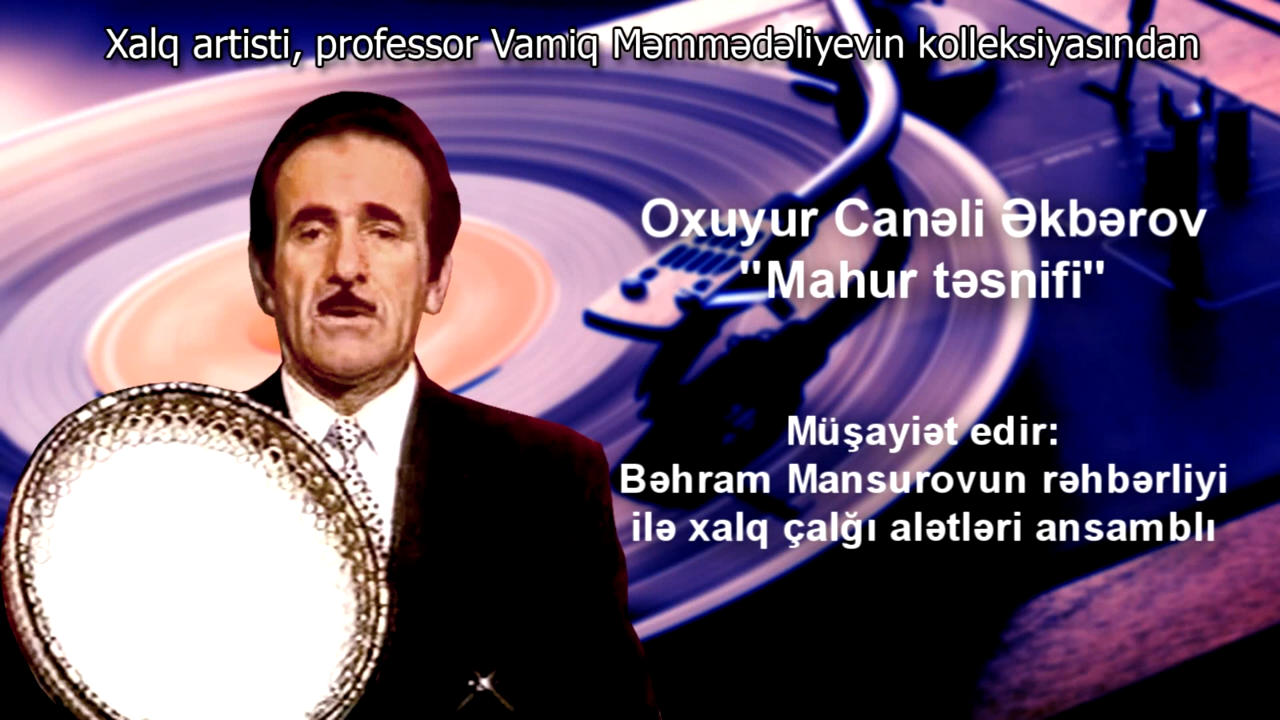 Xalq artisti, professor Vamiq Məmmədəliyevin kolleksiyasından
Oxuyur Canəli Əkbərov
"Mahur təsnifi"
Müşayiət edir:
Bəhram Mansurovun rəhbərliyi
ilə xalq çalğı alətləri ansamblı